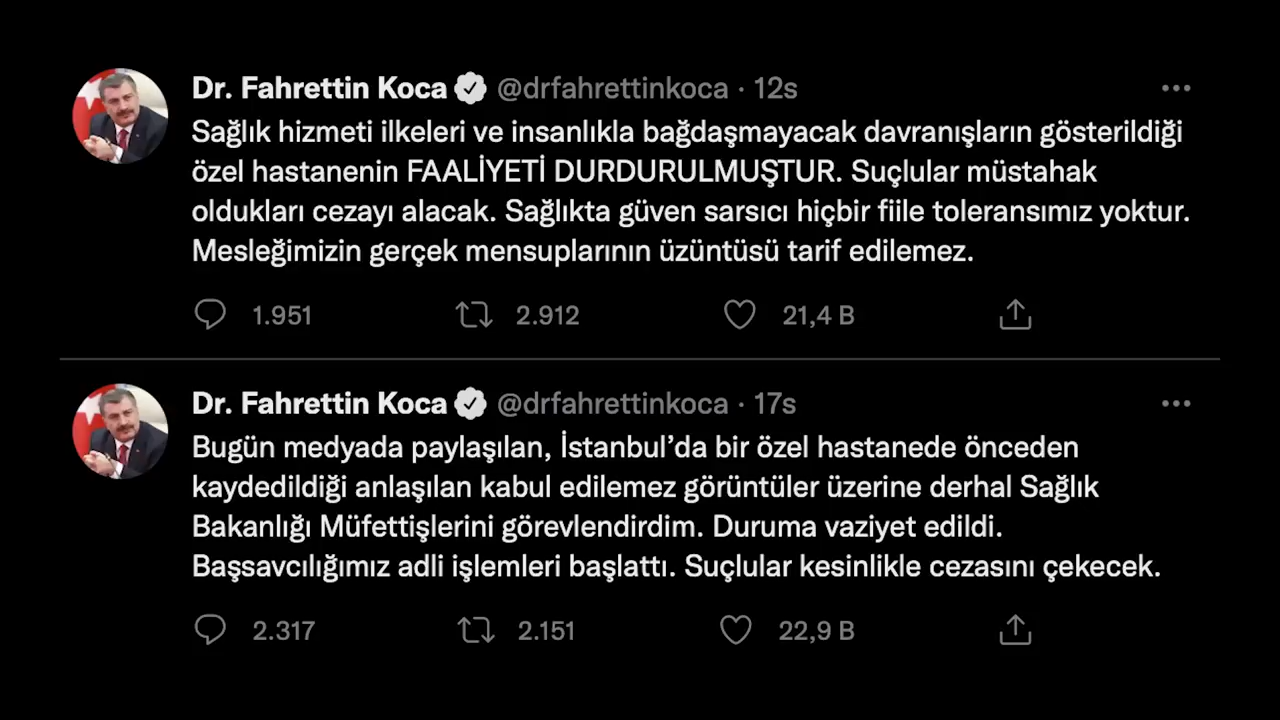 Dr. Fahrettin Koca @drfahrettinkoca · 12s
Sağlık hizmeti ilkeleri ve insanlıkla bağdaşmayacak davranışların gösterildiği
özel hastanenin FAALİYETİ DURDURULMUŞTUR. Suçlular müstahak
oldukları cezayı alacak. Sağlıkta güven sarsıcı hiçbir fiile toleransımız yoktur.
Mesleğimizin gerçek mensuplarının üzüntüsü tarif edilemez.
1.951 2.912 21,4 B
Dr. Fahrettin Koca @drfahrettinkoca · 17s
Bugün medyada paylaşılan, İstanbul’da bir özel hastanede önceden
kaydedildiği anlaşılan kabul edilemez görüntüler üzerine derhal Sağlık
Bakanlığı Müfettişlerini görevlendirdim. Duruma vaziyet edildi.
Başsavcılığımız adli işlemleri başlattı. Suçlular kesinlikle cezasını çekecek.
2.317 2.151 22,9 B